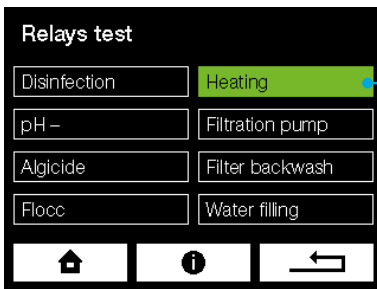 Relays test
Disinfection
Heating
pH –
Filtration pump
Algicide
Filter backwash
Flocc
Water filling